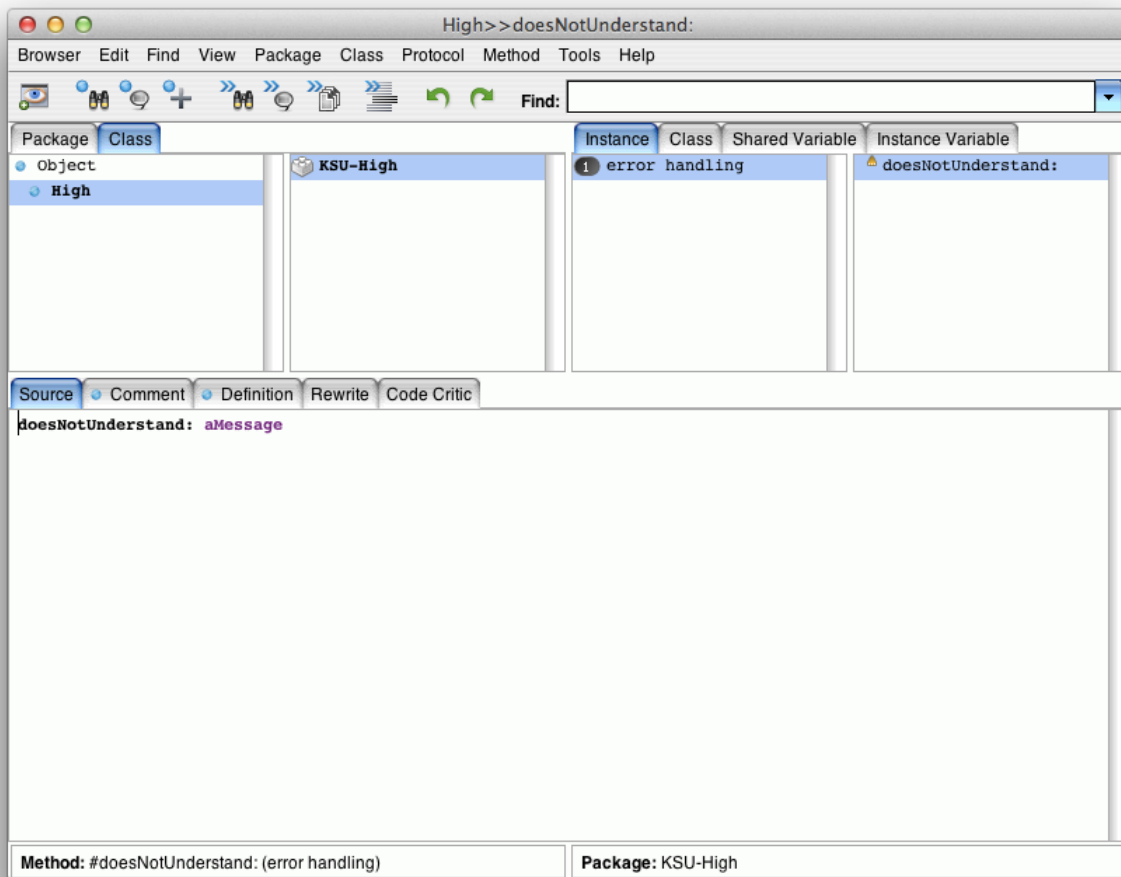 High>>doesNotUnderstand:
Browser Edit Find View Package Class Protocol Method Tools Help
Find:
Package Class Instance Class Shared Variable Instance Variable
Object KSU-High 1 error handling doesNotUnderstand:
High
Source Comment Definition Rewrite Code Critic
doesNotUnderstand: aMessage
Method: #doesNotUnderstand: (error handling) Package: KSU-High